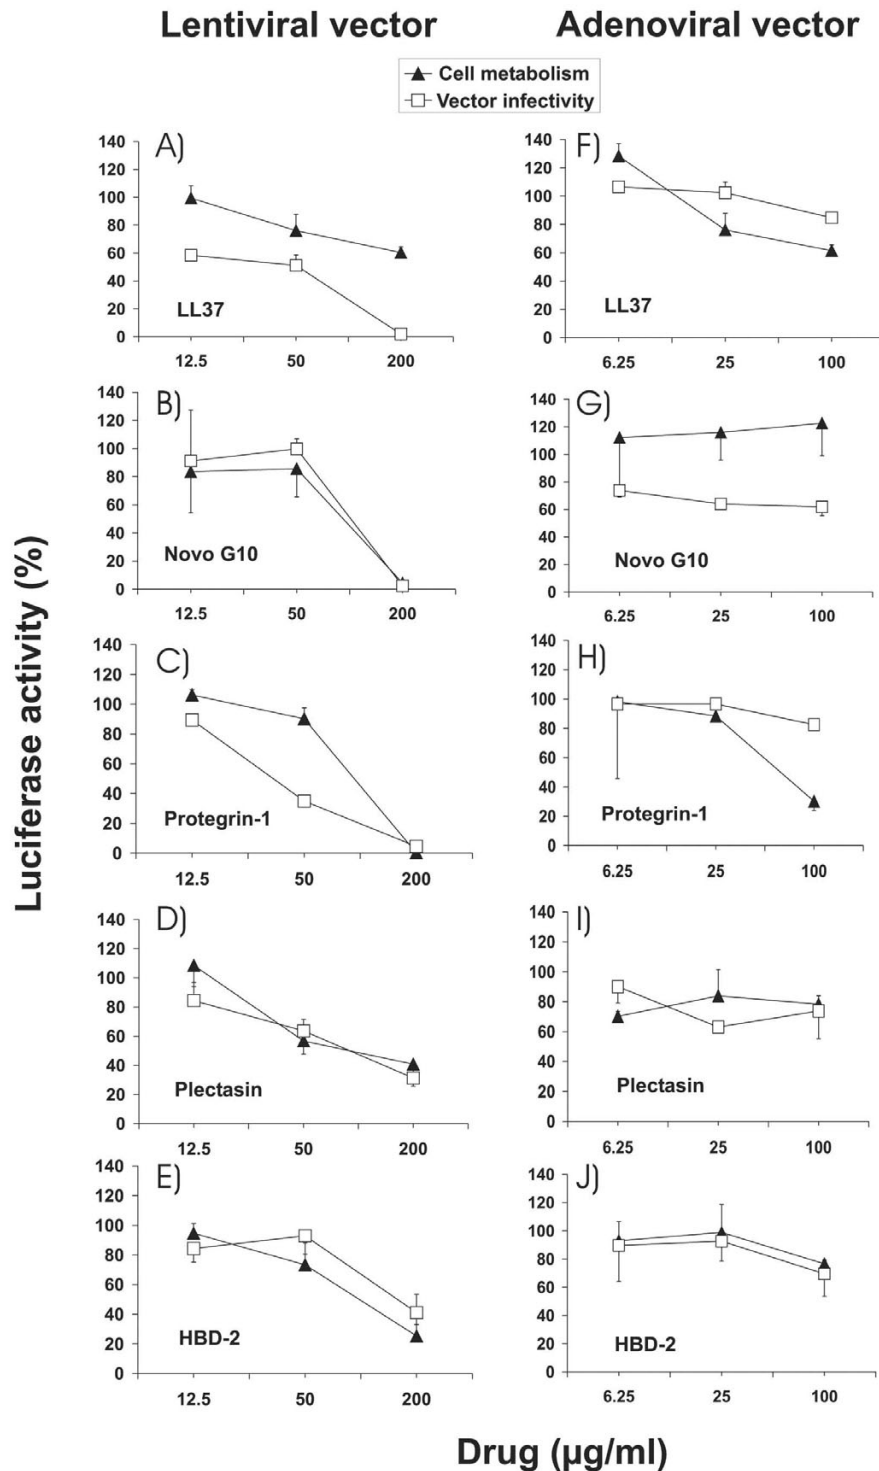 Lentiviral vector
Adenoviral vector
Cell metabolism
Vector infectivity
Luciferase activity (%)
A)
140
120
100
80
60
40
20
0
LL37
12.5 50 200
F)
140
120
100
80
60
40
20
0
LL37
6.25 25 100
B)
140
120
100
80
60
40
20
0
Novo G10
12.5 50 200
G)
140
120
100
80
60
40
20
0
Novo G10
6.25 25 100
C)
140
120
100
80
60
40
20
0
Protegrin-1
12.5 50 200
H)
140
120
100
80
60
40
20
0
Protegrin-1
6.25 25 100
D)
140
120
100
80
60
40
20
0
Plectasin
12.5 50 200
I)
140
120
100
80
60
40
20
0
Plectasin
6.25 25 100
E)
140
120
100
80
60
40
20
0
HBD-2
12.5 50 200
J)
140
120
100
80
60
40
20
0
HBD-2
6.25 25 100
Drug (µg/ml)